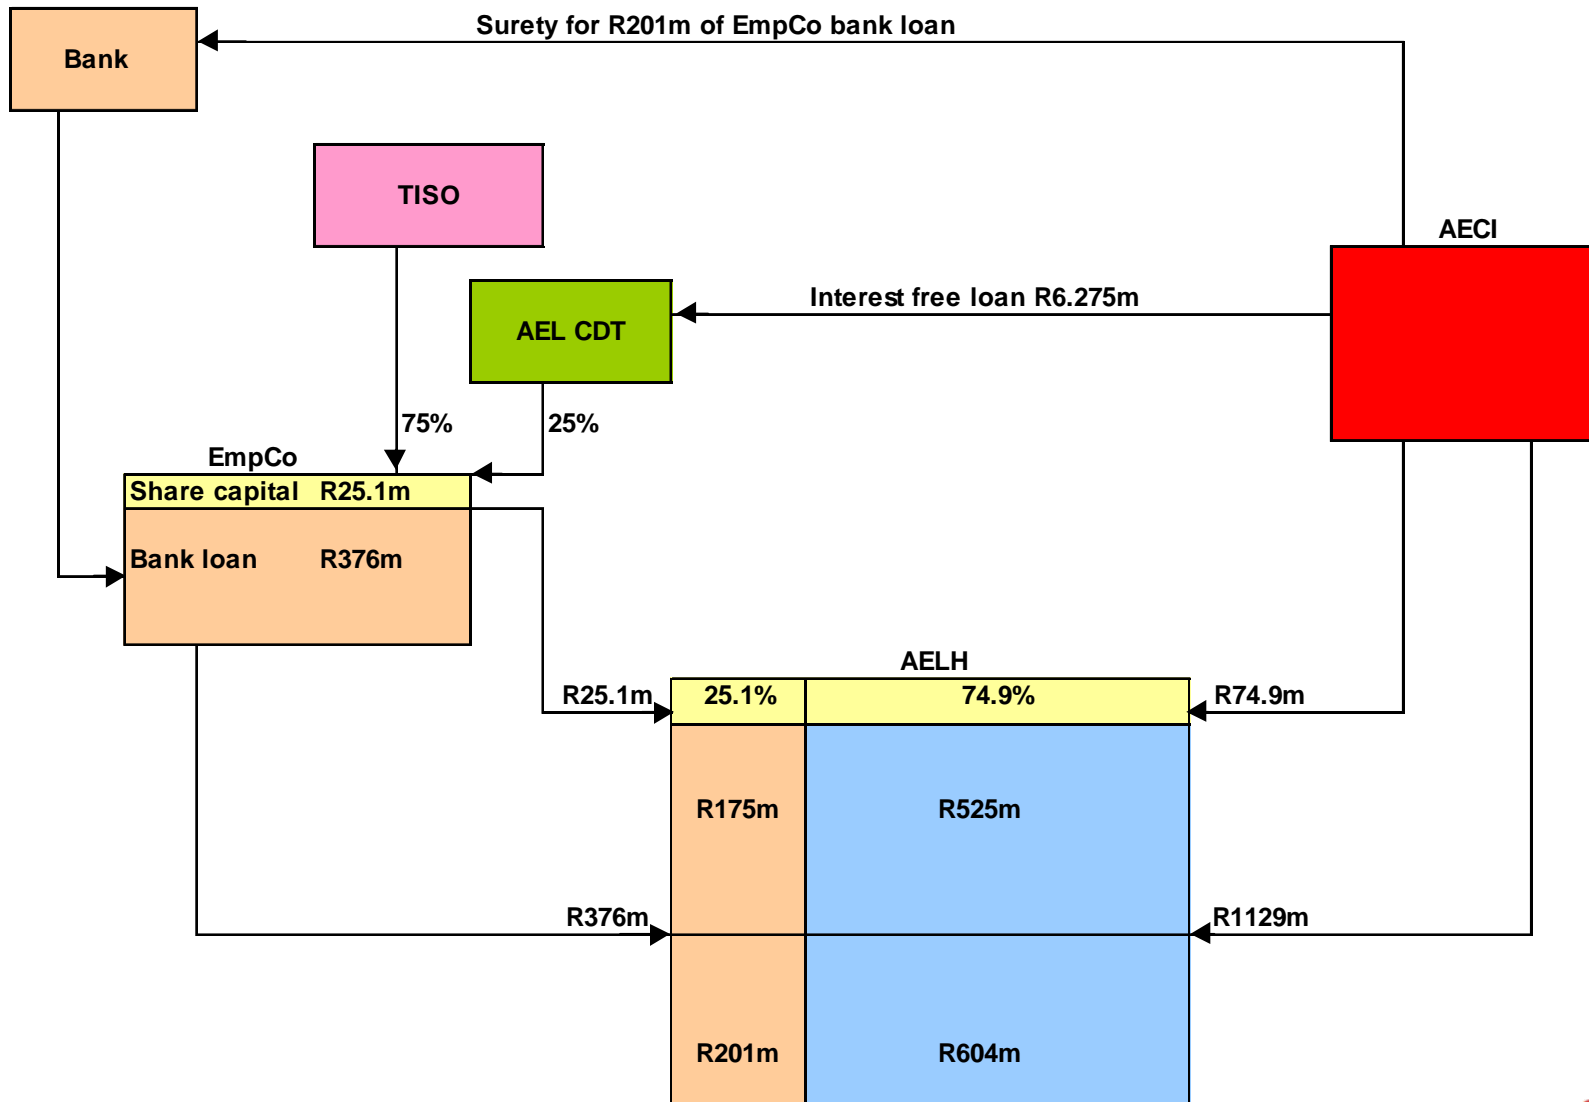 Surety for R201m of EmpCo bank loan
Bank
TISO
AECI
Interest free loan R6.275m
AEL CDT
75%
25%
EmpCo
Share capital R25.1m
Bank loan R376m
AELH
R25.1m
25.1%
74.9%
R74.9m
R175m
R525m
R376m
R1129m
R201m
R604m